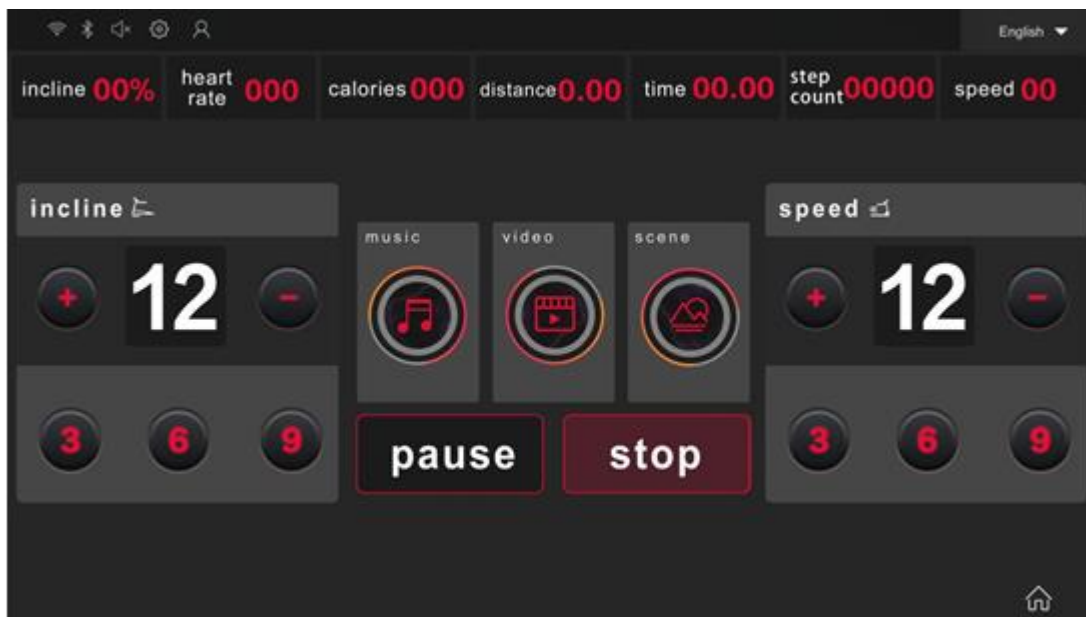 English
incline 00%
heart rate 000
calories 000
distance 0.00
time 00.00
step count 00000
speed 00
incline
+ 12 -
3 6 9
music
video
scene
pause
stop
speed
+ 12 -
3 6 9